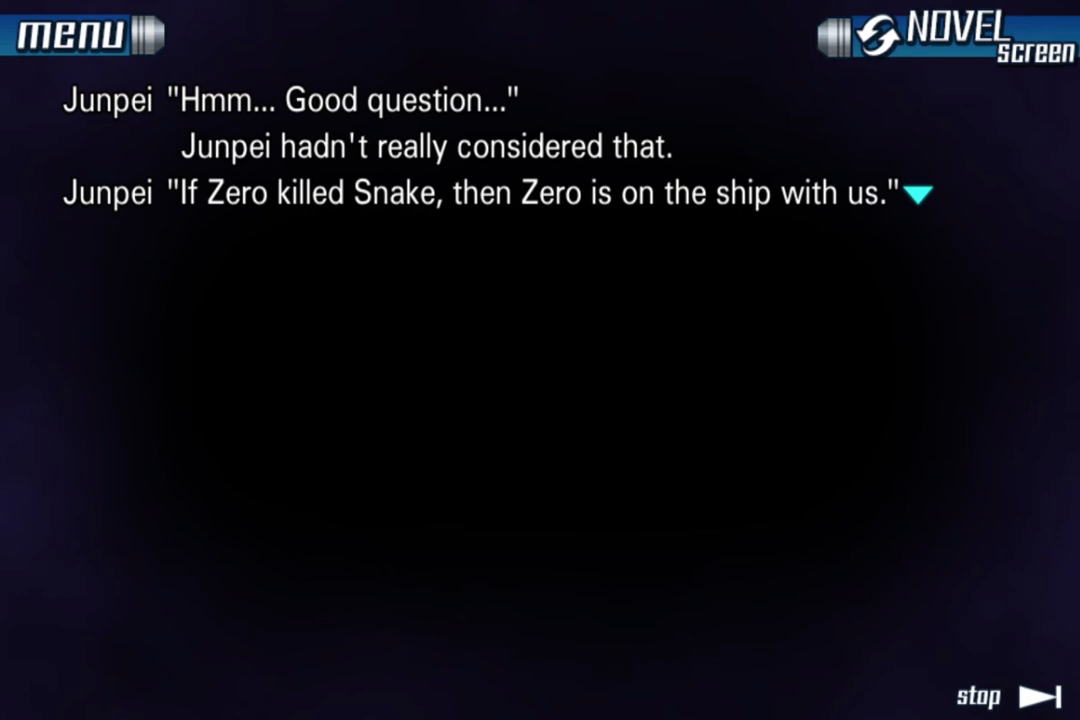 menu
NOVEL
screen
Junpei "Hmm... Good question..."
Junpei hadn't really considered that.
Junpei "If Zero killed Snake, then Zero is on the ship with us."
stop